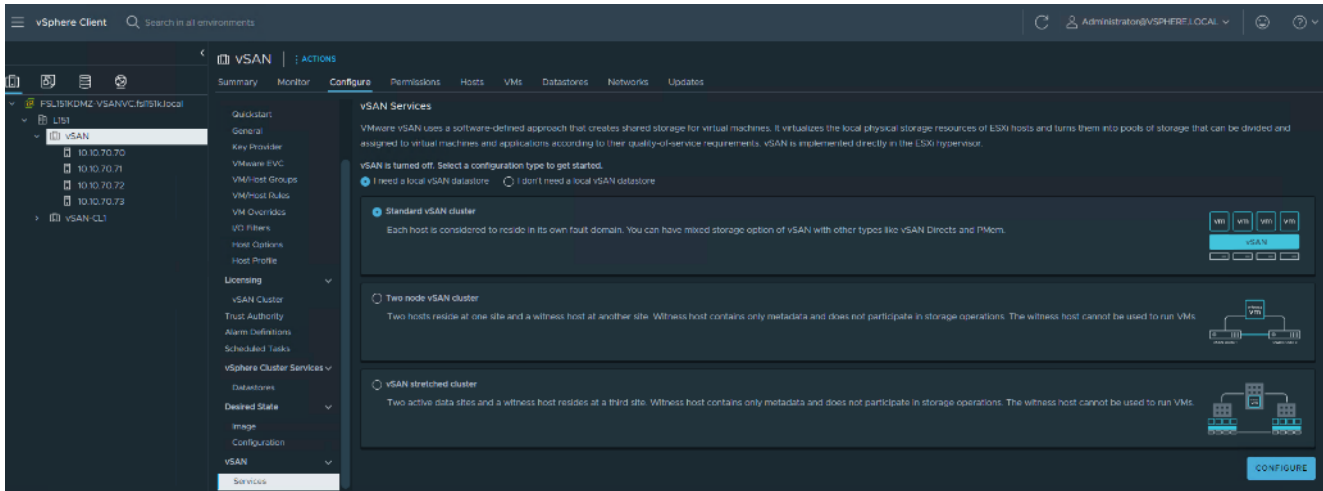 vSphere Client
Search in all environments
Administrator@VSPHERE.LOCAL
vSAN
ACTIONS
Summary Monitor Configure Permissions Hosts VMs Datastores Networks Updates
FSL151KDMZ-VSANVC.fsl151k.local
L151
vSAN
10.10.70.70
10.10.70.71
10.10.70.72
10.10.70.73
vSAN-CL1
Quickstart
General
Key Provider
VMware EVC
VM/Host Groups
VM/Host Rules
VM Overrides
I/O Filters
Host Options
Host Profile
Licensing
vSAN Cluster
Trust Authority
Alarm Definitions
Scheduled Tasks
vSphere Cluster Services
Datastores
Desired State
Image
Configuration
vSAN
Services
vSAN Services
VMware vSAN uses a software-defined approach that creates shared storage for virtual machines. It virtualizes the local physical storage resources of ESXi hosts and turns them into pools of storage that can be divided and
assigned to virtual machines and applications according to their quality-of-service requirements. vSAN is implemented directly in the ESXi hypervisor.
vSAN is turned off. Select a configuration type to get started.
I need a local vSAN datastore I don't need a local vSAN datastore
Standard vSAN cluster
Each host is considered to reside in its own fault domain. You can have mixed storage option of vSAN with other types like vSAN Directs and PMem.
vm vm vm vm
vSAN
Two node vSAN cluster
Two hosts reside at one site and a witness host at another site. Witness host contains only metadata and does not participate in storage operations. The witness host cannot be used to run VMs.
vm
vSAN stretched cluster
Two active data sites and a witness host resides at a third site. Witness host contains only metadata and does not participate in storage operations. The witness host cannot be used to run VMs.
CONFIGURE